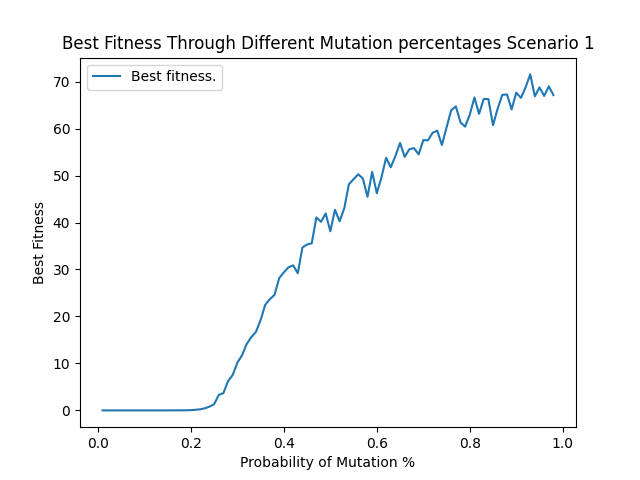 Best Fitness Through Different Mutation percentages Scenario 1
Best fitness.
70
60
50
40
30
20
10
0
Best Fitness
0.0 0.2 0.4 0.6 0.8 1.0
Probability of Mutation %